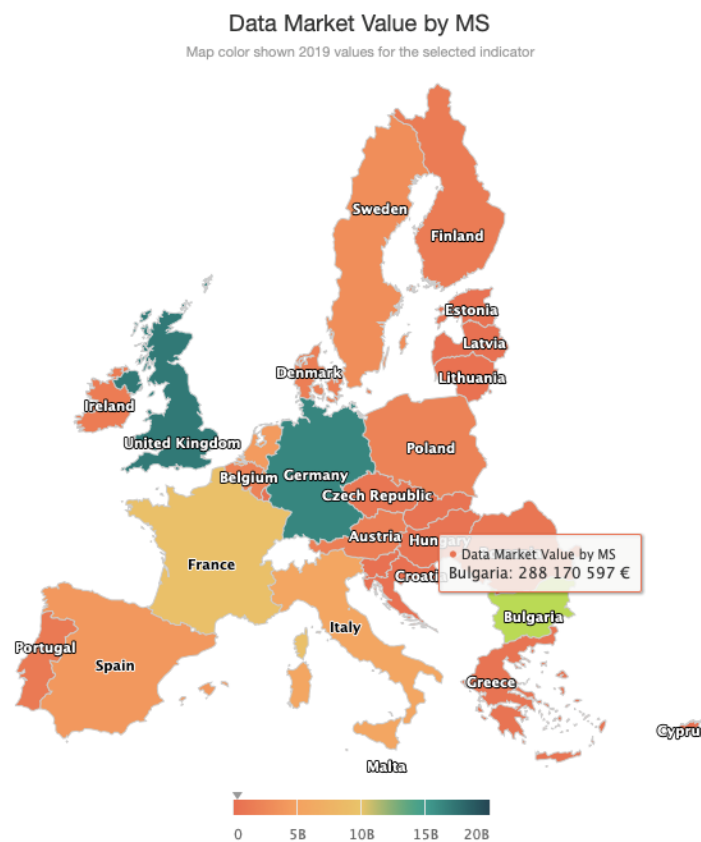 Data Market Value by MS
Map color shown 2019 values for the selected indicator
Sweden
Finland
Estonia
Latvia
Denmark
Lithuania
Ireland
United Kingdom
Poland
Belgium
Germany
Czech Republic
Austria
Hungary
Data Market Value by MS
Bulgaria: 288 170 597 €
France
Croatia
Bulgaria
Italy
Portugal
Spain
Greece
Cypru
Malta
0 5B 10B 15B 20B